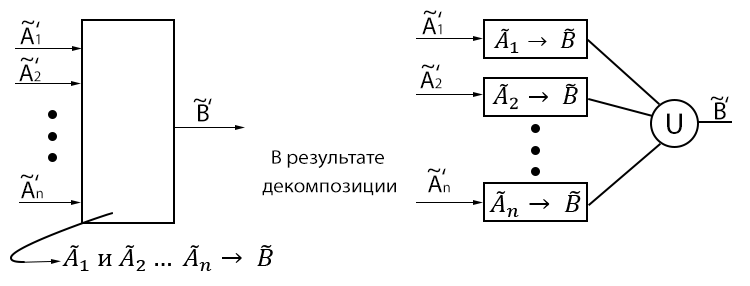 Ã′₁
Ã′₂
Ã′ₙ
B̃′
Ã₁ и Ã₂ ... Ãₙ → B̃
В результате
декомпозиции
Ã′₁
Ã₁ → B̃
Ã′₂
Ã₂ → B̃
Ã′ₙ
Ãₙ → B̃
U
B̃′